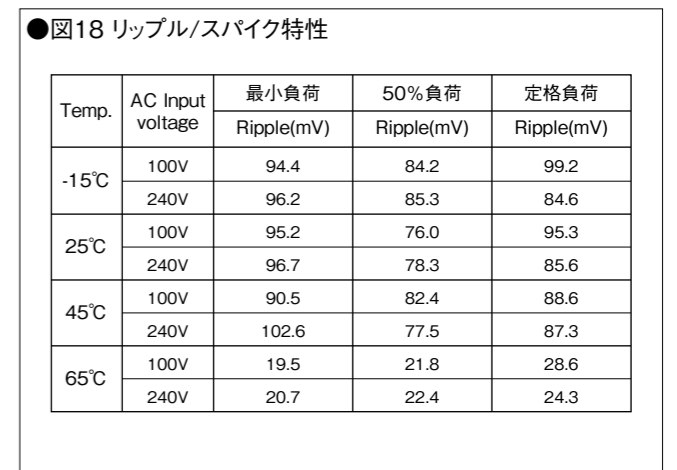 ●図18 リップル/スパイク特性
Temp. AC Input voltage 最小負荷 50%負荷 定格負荷
Ripple(mV) Ripple(mV) Ripple(mV)
-15℃ 100V 94.4 84.2 99.2
240V 96.2 85.3 84.6
25℃ 100V 95.2 76.0 95.3
240V 96.7 78.3 85.6
45℃ 100V 90.5 82.4 88.6
240V 102.6 77.5 87.3
65℃ 100V 19.5 21.8 28.6
240V 20.7 22.4 24.3